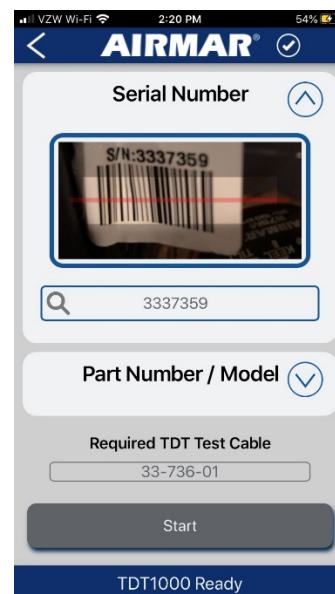 VZW Wi-Fi 2:20 PM 54%
AIRMAR®
Serial Number
S/N:3337359
3337359
Part Number / Model
Required TDT Test Cable
33-736-01
Start
TDT1000 Ready